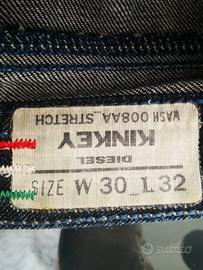 WASH 008AA_STRETCH
KINKEY
DIESEL
SIZE W 30_L 32
subito